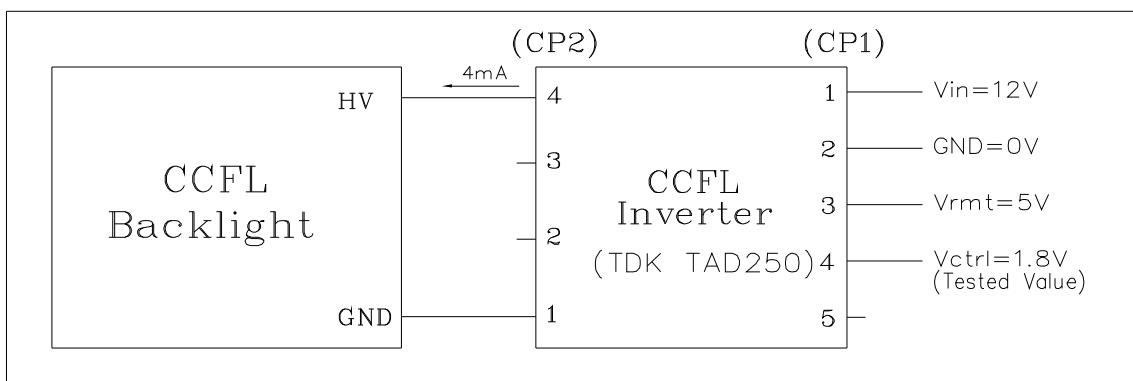 (CP2)
(CP1)
4mA
HV
4
1
Vin=12V
3
2
GND=0V
CCFL
Backlight
CCFL
Inverter
(TDK TAD250)
3
Vrmt=5V
2
4
Vctrl=1.8V
(Tested Value)
GND
1
5